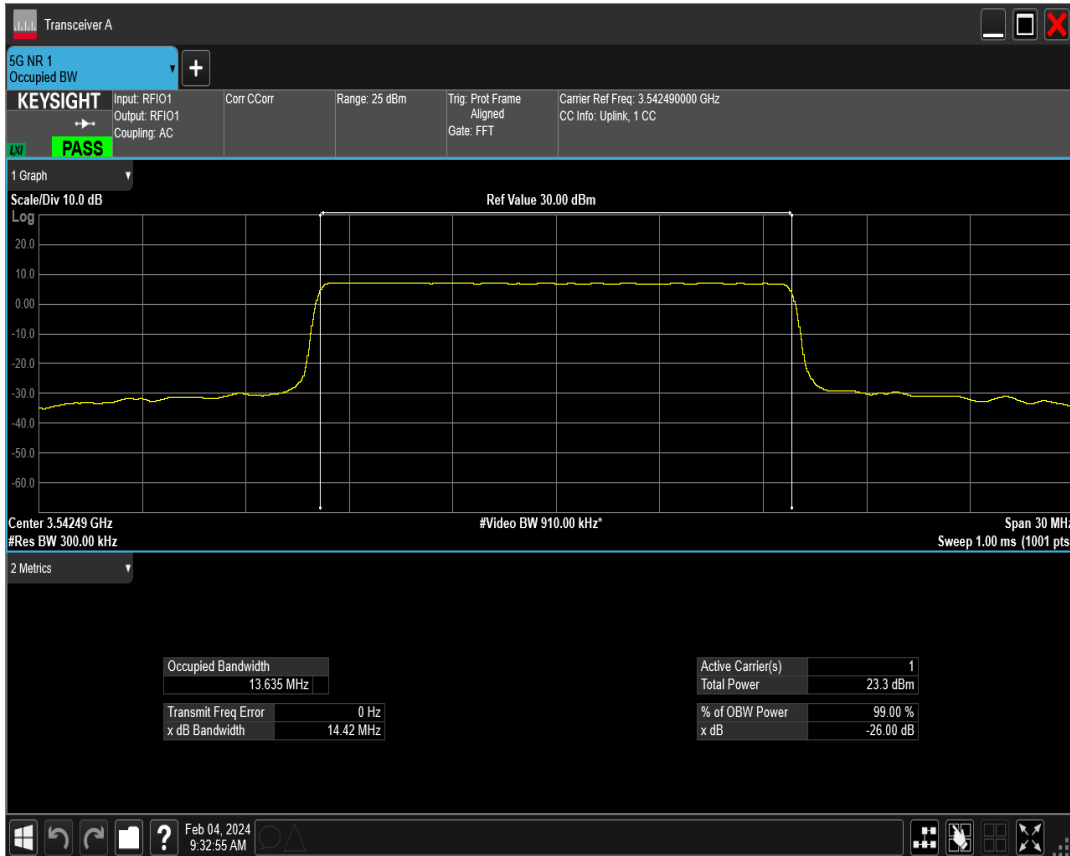 Transceiver A
5G NR 1
Occupied BW
+
KEYSIGHT
LXI
PASS
Input: RFIO1
Output: RFIO1
Coupling: AC
Corr CCorr
Range: 25 dBm
Trig: Prot Frame
Aligned
Gate: FFT
Carrier Ref Freq: 3.542490000 GHz
CC Info: Uplink, 1 CC
1 Graph
Scale/Div 10.0 dB
Ref Value 30.00 dBm
Log
20.0
10.0
0.00
-10.0
-20.0
-30.0
-40.0
-50.0
-60.0
Center 3.54249 GHz
#Video BW 910.00 kHz*
Span 30 MHz
#Res BW 300.00 kHz
Sweep 1.00 ms (1001 pts
2 Metrics
Occupied Bandwidth
13.635 MHz
Transmit Freq Error 0 Hz
x dB Bandwidth 14.42 MHz
Active Carrier(s) 1
Total Power 23.3 dBm
% of OBW Power 99.00 %
x dB -26.00 dB
?
Feb 04, 2024
9:32:55 AM